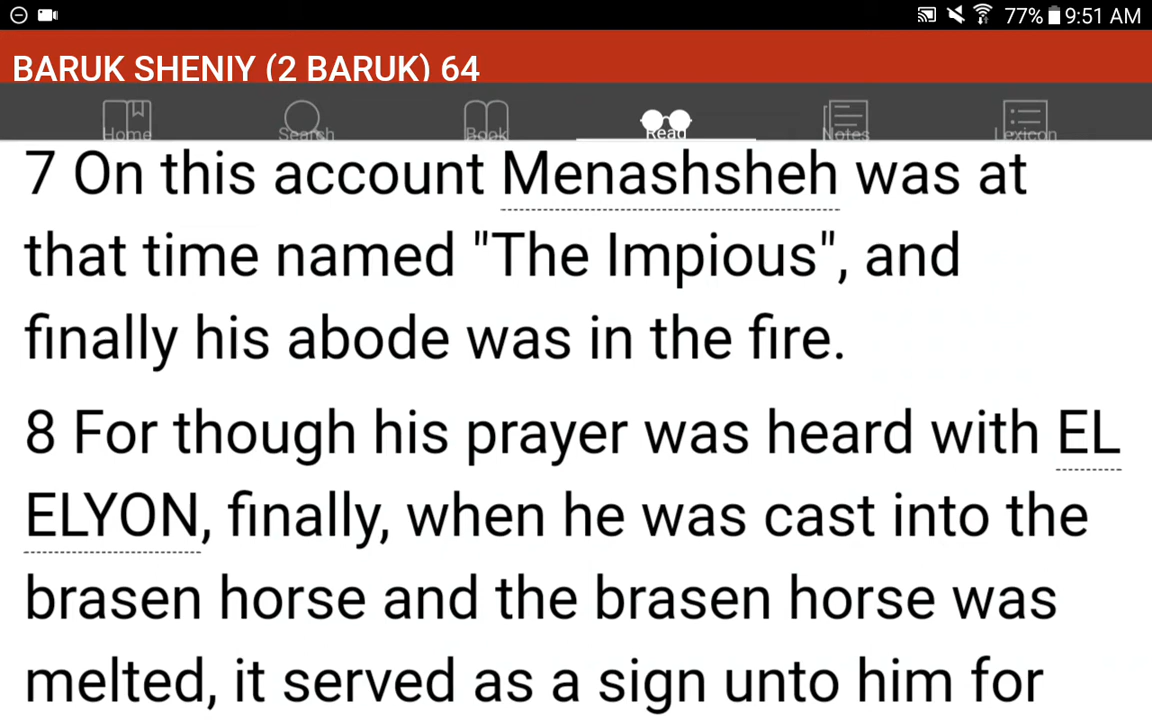 77% 9:51 AM
BARUK SHENIY (2 BARUK) 64
Home Search Book Read Notes Lexicon
7 On this account Menashsheh was at
that time named "The Impious", and
finally his abode was in the fire.
8 For though his prayer was heard with EL
ELYON, finally, when he was cast into the
brasen horse and the brasen horse was
melted, it served as a sign unto him for